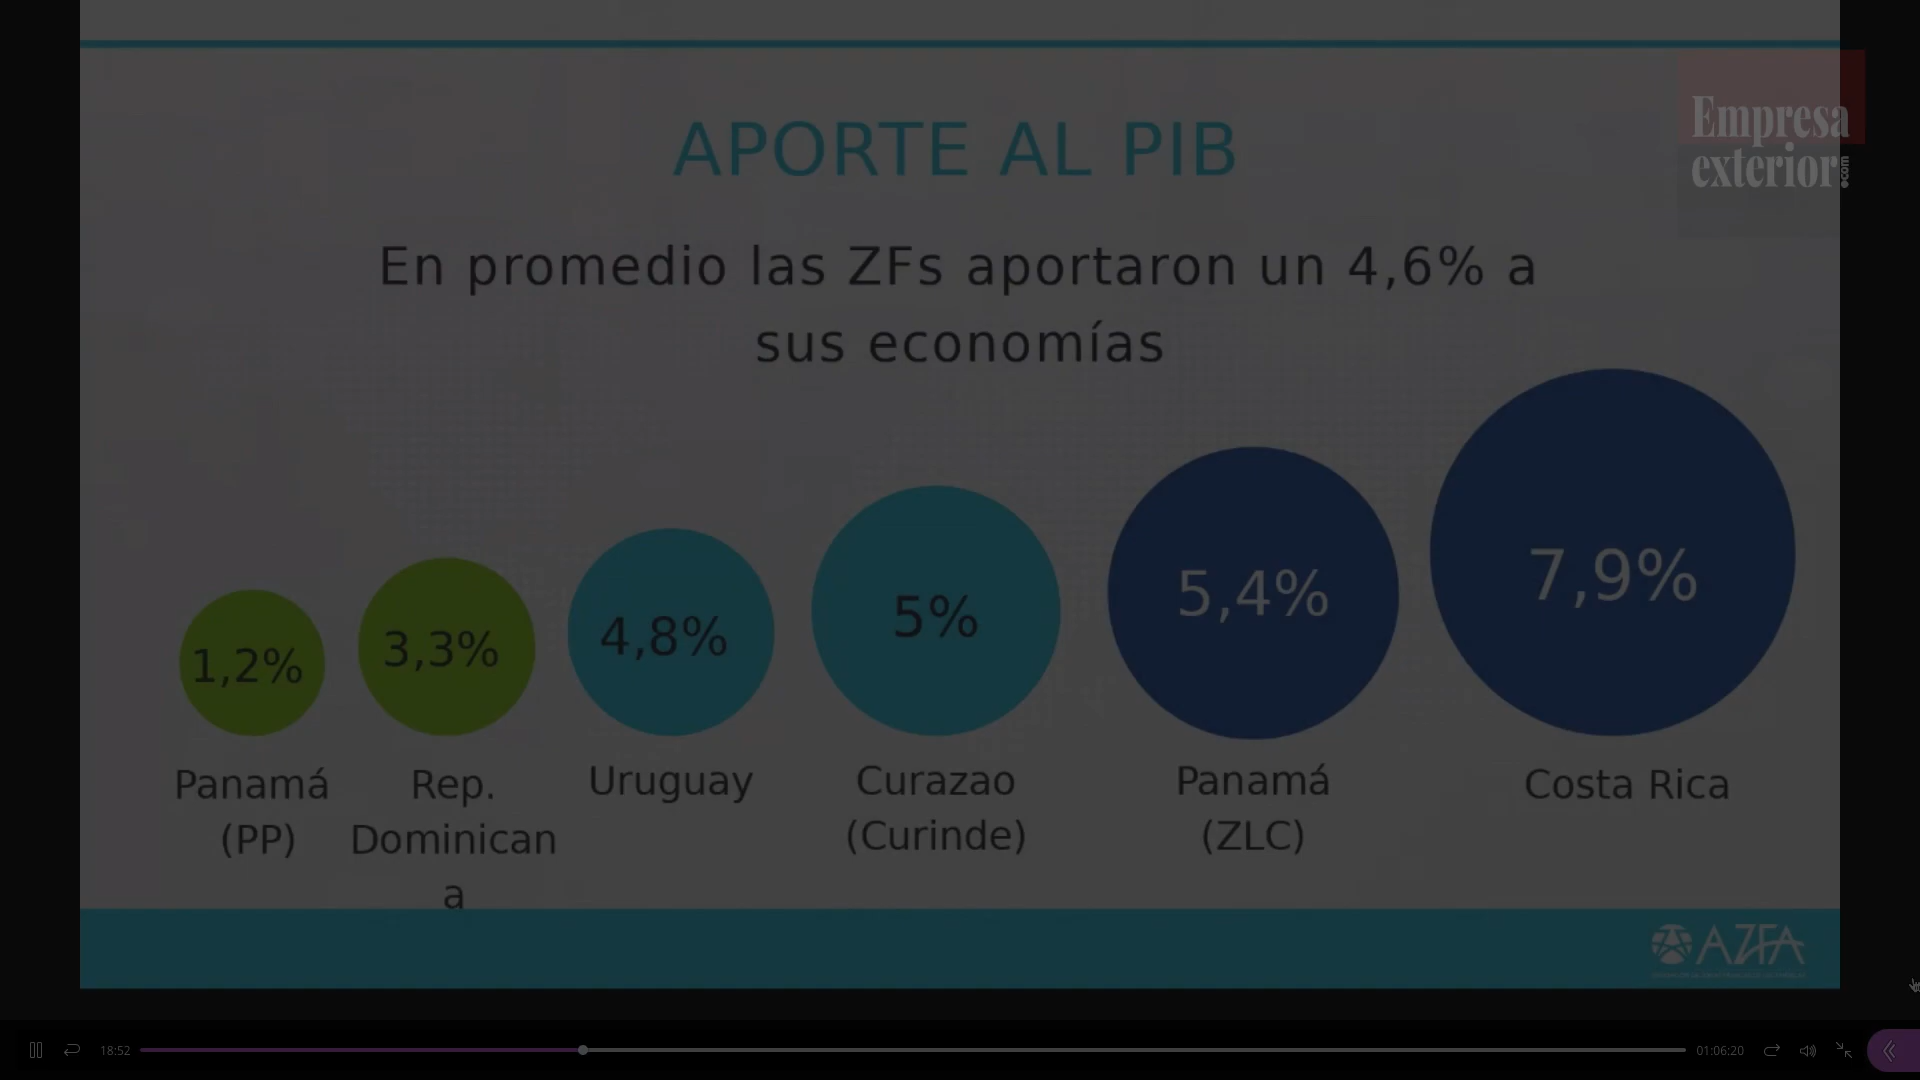 Empresa
exterior.com
APORTE AL PIB
En promedio las ZFs aportaron un 4,6% a
sus economías
1,2%
3,3%
4,8%
5%
5,4%
7,9%
Panamá
(PP)
Rep.
Dominican
a
Uruguay
Curazao
(Curinde)
Panamá
(ZLC)
Costa Rica
AZFA
18:52
01:06:20